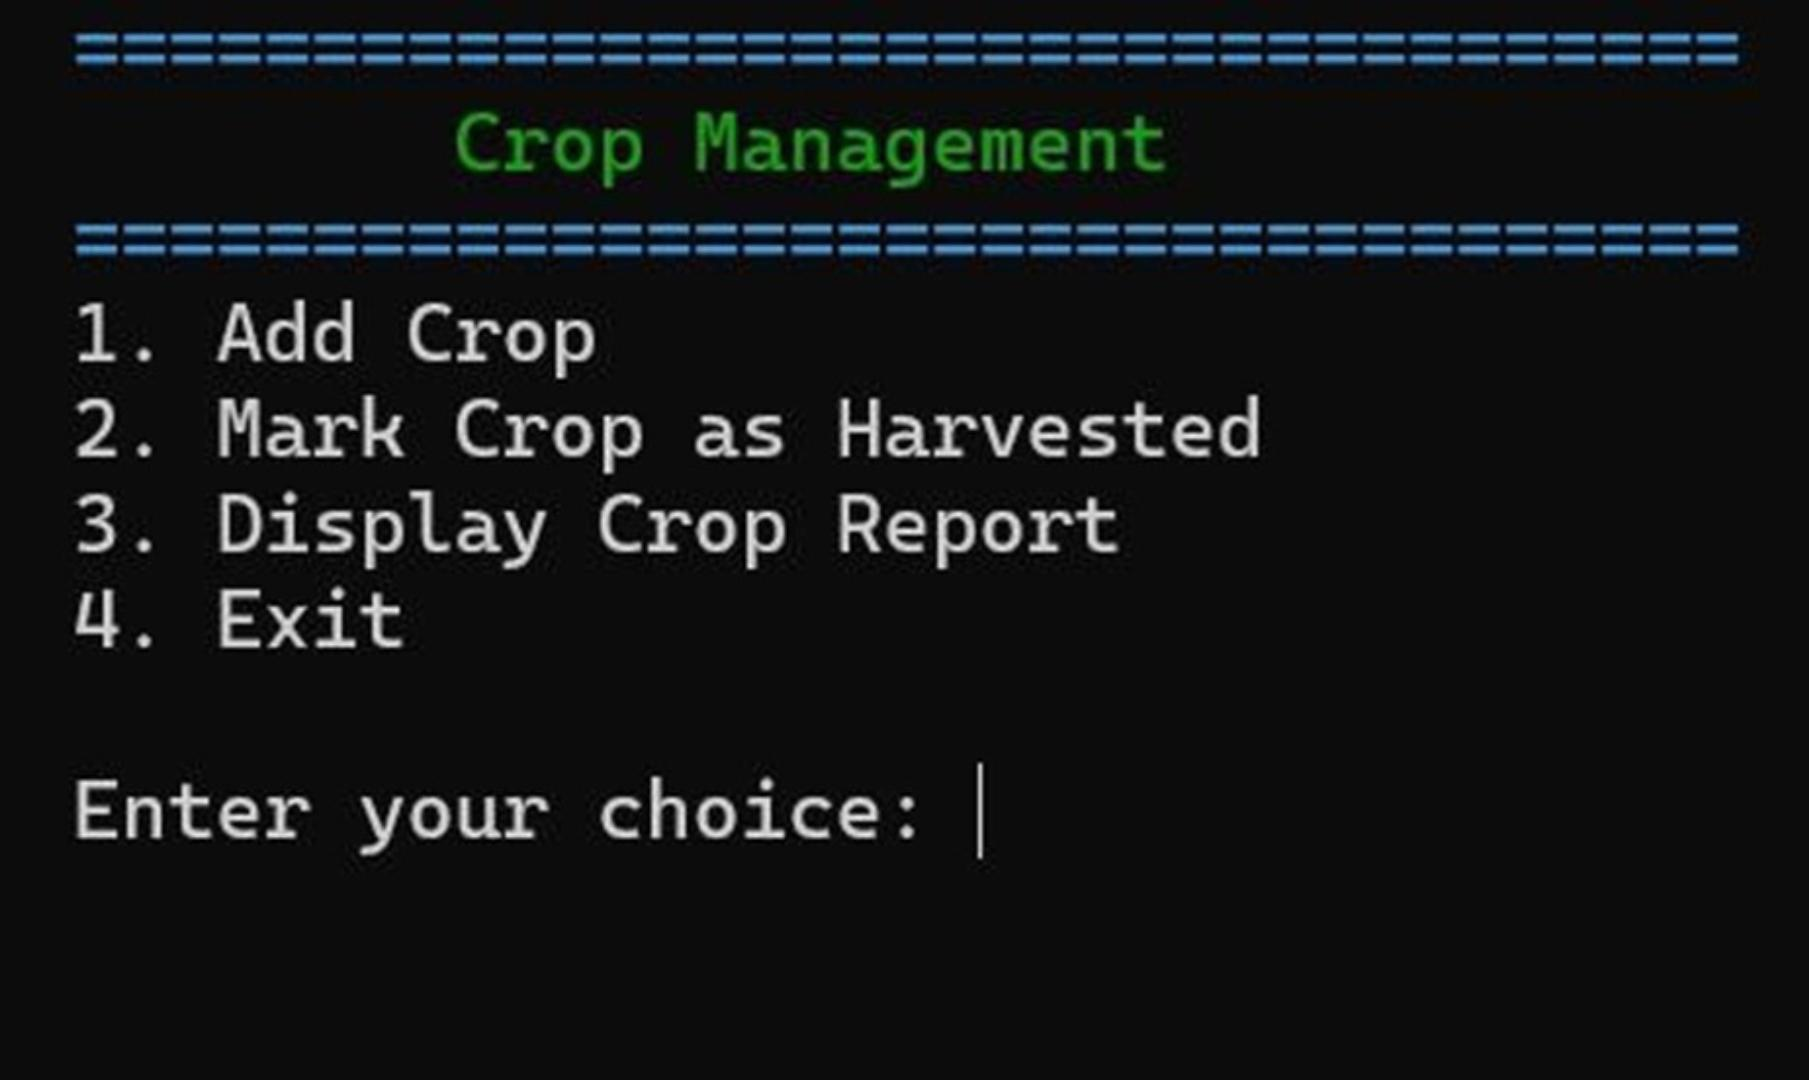 ===================================
Crop Management
===================================
1. Add Crop
2. Mark Crop as Harvested
3. Display Crop Report
4. Exit
Enter your choice: